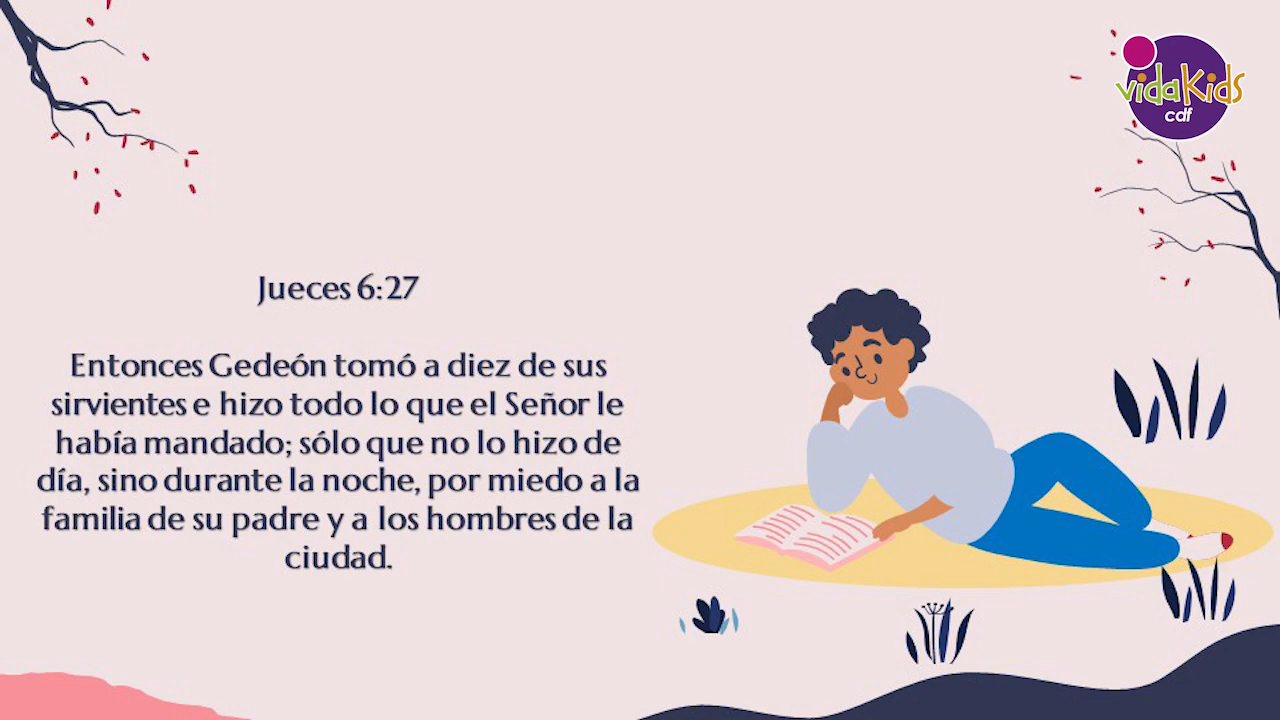 vidaKids
cdf
Jueces 6:27
Entonces Gedeón tomó a diez de sus
sirvientes e hizo todo lo que el Señor le
había mandado; sólo que no lo hizo de
día, sino durante la noche, por miedo a la
familia de su padre y a los hombres de la
ciudad.